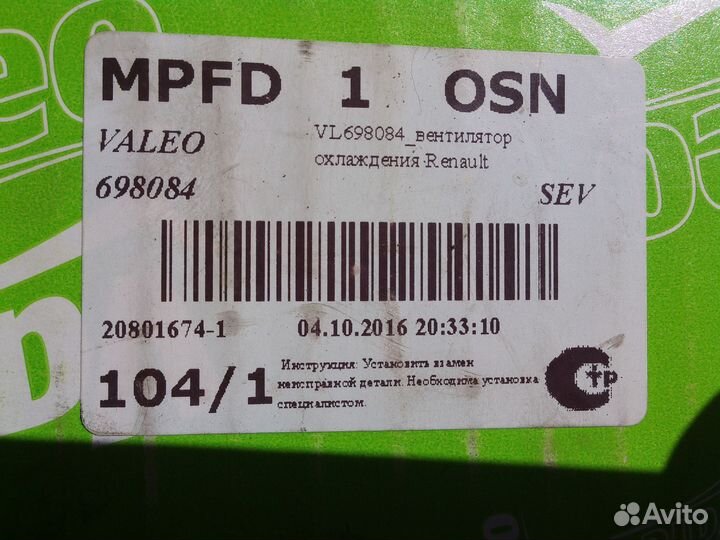 MPFD 1 OSN
VALEO
VL698084_вентилятор
охлаждения Renault
698084
SEV
20801674-1 04.10.2016 20:33:10
104/1
Инструкция: Установить взамен
неисправной детали. Необходима установка
специалистом.
Стр
Avito